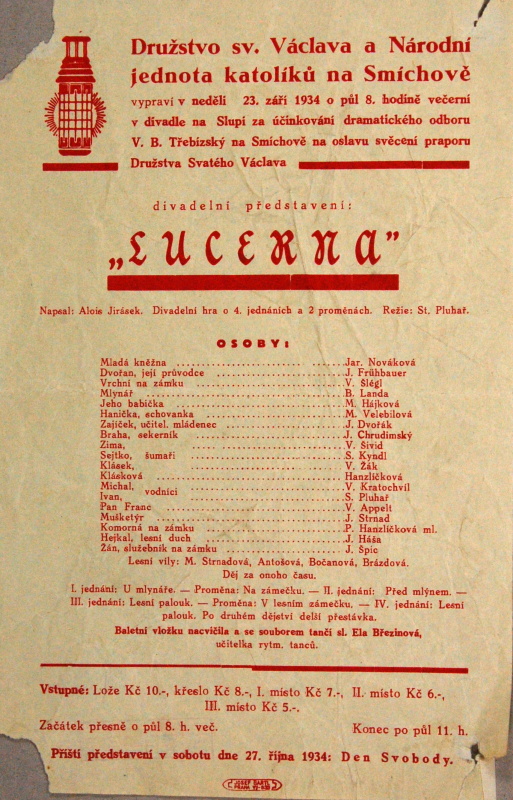 Družstvo sv. Václava a Národní
jednota katolíků na Smíchově
vypraví v neděli 23. září 1934 o půl 8. hodině večerní
v divadle na Slupi za účinkování dramatického odboru
V. B. Třebízský na Smíchově na oslavu svěcení praporu
Družstva Svatého Václava
divadelní představení:
„LUCERNA”
Napsal: Alois Jirásek. Divadelní hra o 4. jednáních a 2 proměnách. Režie: St. Pluhař.
OSOBY:
Mladá kněžna ........ Jar. Nováková
Dvořan, její průvodce ........ J. Frühbauer
Vrchní na zámku ........ V. Šlégl
Mlynář ........ B. Landa
Jeho babička ........ M. Hájková
Hanička, schovanka ........ M. Velebilová
Zajíček, učitel. mládenec ........ J. Dvořák
Braha, sekerník ........ J. Chrudimský
Zima, ........ V. Šivid
Sejtko, šumaři ........ S. Kyndl
Klásek, ........ V. Žák
Klásková ........ Hanzlíčková
Michal, vodníci ........ V. Kratochvíl
Ivan, ........ S. Pluhař
Pan Franc ........ V. Appelt
Mušketýr ........ J. Strnad
Komorná na zámku ........ P. Hanzlíčková ml.
Hejkal, lesní duch ........ J. Háša
Žán, služebník na zámku ........ J. Špic
Lesní víly: M. Strnadová, Antošová, Bočanová, Brázdová.
Děj za onoho času.
I. jednání: U mlynáře. — Proměna: Na zámečku. — II. jednání: Před mlýnem. —
III. jednání: Lesní palouk. — Proměna: V lesním zámečku. — IV. jednání: Lesní
palouk. Po druhém dějství delší přestávka.
Baletní vložku nacvičila a se souborem tančí sl. Ela Březinová,
učitelka rytm. tanců.
Vstupné: Lože Kč 10.-, křeslo Kč 8.-, I. místo Kč 7.-, II. místo Kč 6.-,
III. místo Kč 5.-.
Začátek přesně o půl 8. h. več. Konec po půl 11. h.
Příští představení v sobotu dne 27. října 1934: Den Svobody.
JOSEF BARTL